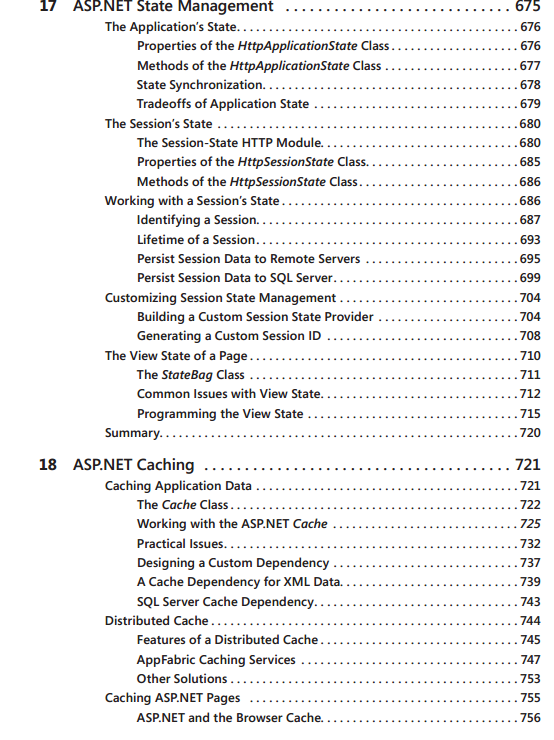 17 ASP.NET State Management . . . . . . . . . . . . . . . . . . . . . . . . . . . . 675
The Application's State. . . . . . . . . . . . . . . . . . . . . . . . . . . . . . . . . . . . . . . . . . . . 676
Properties of the HttpApplicationState Class . . . . . . . . . . . . . . . . . . . . 676
Methods of the HttpApplicationState Class . . . . . . . . . . . . . . . . . . . . . 677
State Synchronization. . . . . . . . . . . . . . . . . . . . . . . . . . . . . . . . . . . . . . . . 678
Tradeoffs of Application State . . . . . . . . . . . . . . . . . . . . . . . . . . . . . . . . 679
The Session's State . . . . . . . . . . . . . . . . . . . . . . . . . . . . . . . . . . . . . . . . . . . . . . . 680
The Session-State HTTP Module. . . . . . . . . . . . . . . . . . . . . . . . . . . . . . . 680
Properties of the HttpSessionState Class. . . . . . . . . . . . . . . . . . . . . . . . 685
Methods of the HttpSessionState Class . . . . . . . . . . . . . . . . . . . . . . . . . 686
Working with a Session's State . . . . . . . . . . . . . . . . . . . . . . . . . . . . . . . . . . . . . 686
Identifying a Session. . . . . . . . . . . . . . . . . . . . . . . . . . . . . . . . . . . . . . . . . 687
Lifetime of a Session . . . . . . . . . . . . . . . . . . . . . . . . . . . . . . . . . . . . . . . . . 693
Persist Session Data to Remote Servers . . . . . . . . . . . . . . . . . . . . . . . . 695
Persist Session Data to SQL Server. . . . . . . . . . . . . . . . . . . . . . . . . . . . . 699
Customizing Session State Management . . . . . . . . . . . . . . . . . . . . . . . . . . . . 704
Building a Custom Session State Provider . . . . . . . . . . . . . . . . . . . . . . 704
Generating a Custom Session ID . . . . . . . . . . . . . . . . . . . . . . . . . . . . . . 708
The View State of a Page . . . . . . . . . . . . . . . . . . . . . . . . . . . . . . . . . . . . . . . . . . 710
The StateBag Class . . . . . . . . . . . . . . . . . . . . . . . . . . . . . . . . . . . . . . . . . . 711
Common Issues with View State. . . . . . . . . . . . . . . . . . . . . . . . . . . . . . . 712
Programming the View State . . . . . . . . . . . . . . . . . . . . . . . . . . . . . . . . . 715
Summary. . . . . . . . . . . . . . . . . . . . . . . . . . . . . . . . . . . . . . . . . . . . . . . . . . . . . . . . 720
18 ASP.NET Caching . . . . . . . . . . . . . . . . . . . . . . . . . . . . . . . . . . . . . . 721
Caching Application Data . . . . . . . . . . . . . . . . . . . . . . . . . . . . . . . . . . . . . . . . . 721
The Cache Class . . . . . . . . . . . . . . . . . . . . . . . . . . . . . . . . . . . . . . . . . . . . . 722
Working with the ASP.NET Cache . . . . . . . . . . . . . . . . . . . . . . . . . . . . . 725
Practical Issues. . . . . . . . . . . . . . . . . . . . . . . . . . . . . . . . . . . . . . . . . . . . . . 732
Designing a Custom Dependency . . . . . . . . . . . . . . . . . . . . . . . . . . . . . 737
A Cache Dependency for XML Data. . . . . . . . . . . . . . . . . . . . . . . . . . . . 739
SQL Server Cache Dependency. . . . . . . . . . . . . . . . . . . . . . . . . . . . . . . . 743
Distributed Cache . . . . . . . . . . . . . . . . . . . . . . . . . . . . . . . . . . . . . . . . . . . . . . . . 744
Features of a Distributed Cache . . . . . . . . . . . . . . . . . . . . . . . . . . . . . . . 745
AppFabric Caching Services . . . . . . . . . . . . . . . . . . . . . . . . . . . . . . . . . . 747
Other Solutions . . . . . . . . . . . . . . . . . . . . . . . . . . . . . . . . . . . . . . . . . . . . . 753
Caching ASP.NET Pages . . . . . . . . . . . . . . . . . . . . . . . . . . . . . . . . . . . . . . . . . . 755
ASP.NET and the Browser Cache. . . . . . . . . . . . . . . . . . . . . . . . . . . . . . . 756